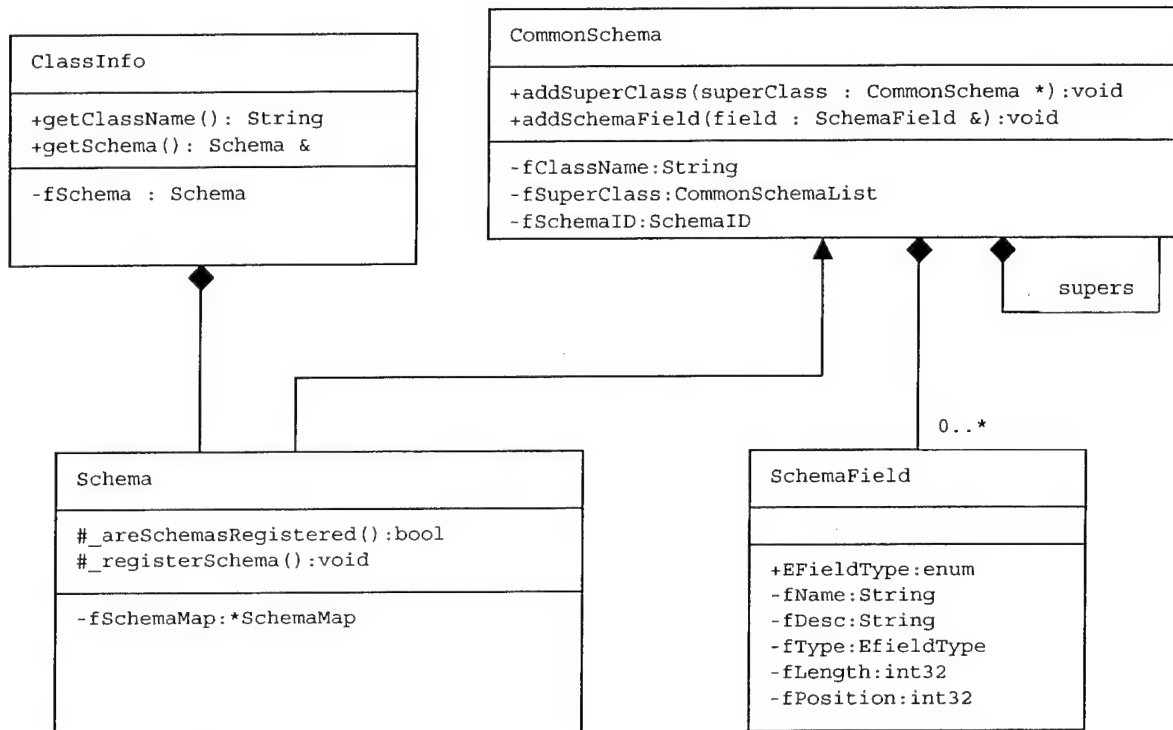 ClassInfo
+getClassName(): String
+getSchema(): Schema &
-fSchema : Schema
CommonSchema
+addSuperClass(superClass : CommonSchema *):void
+addSchemaField(field : SchemaField &):void
-fClassName:String
-fSuperClass:CommonSchemaList
-fSchemaID:SchemaID
supers
0..*
Schema
#_areSchemasRegistered():bool
#_registerSchema():void
-fSchemaMap:*SchemaMap
SchemaField
+EFieldType:enum
-fName:String
-fDesc:String
-fType:EfieldType
-fLength:int32
-fPosition:int32